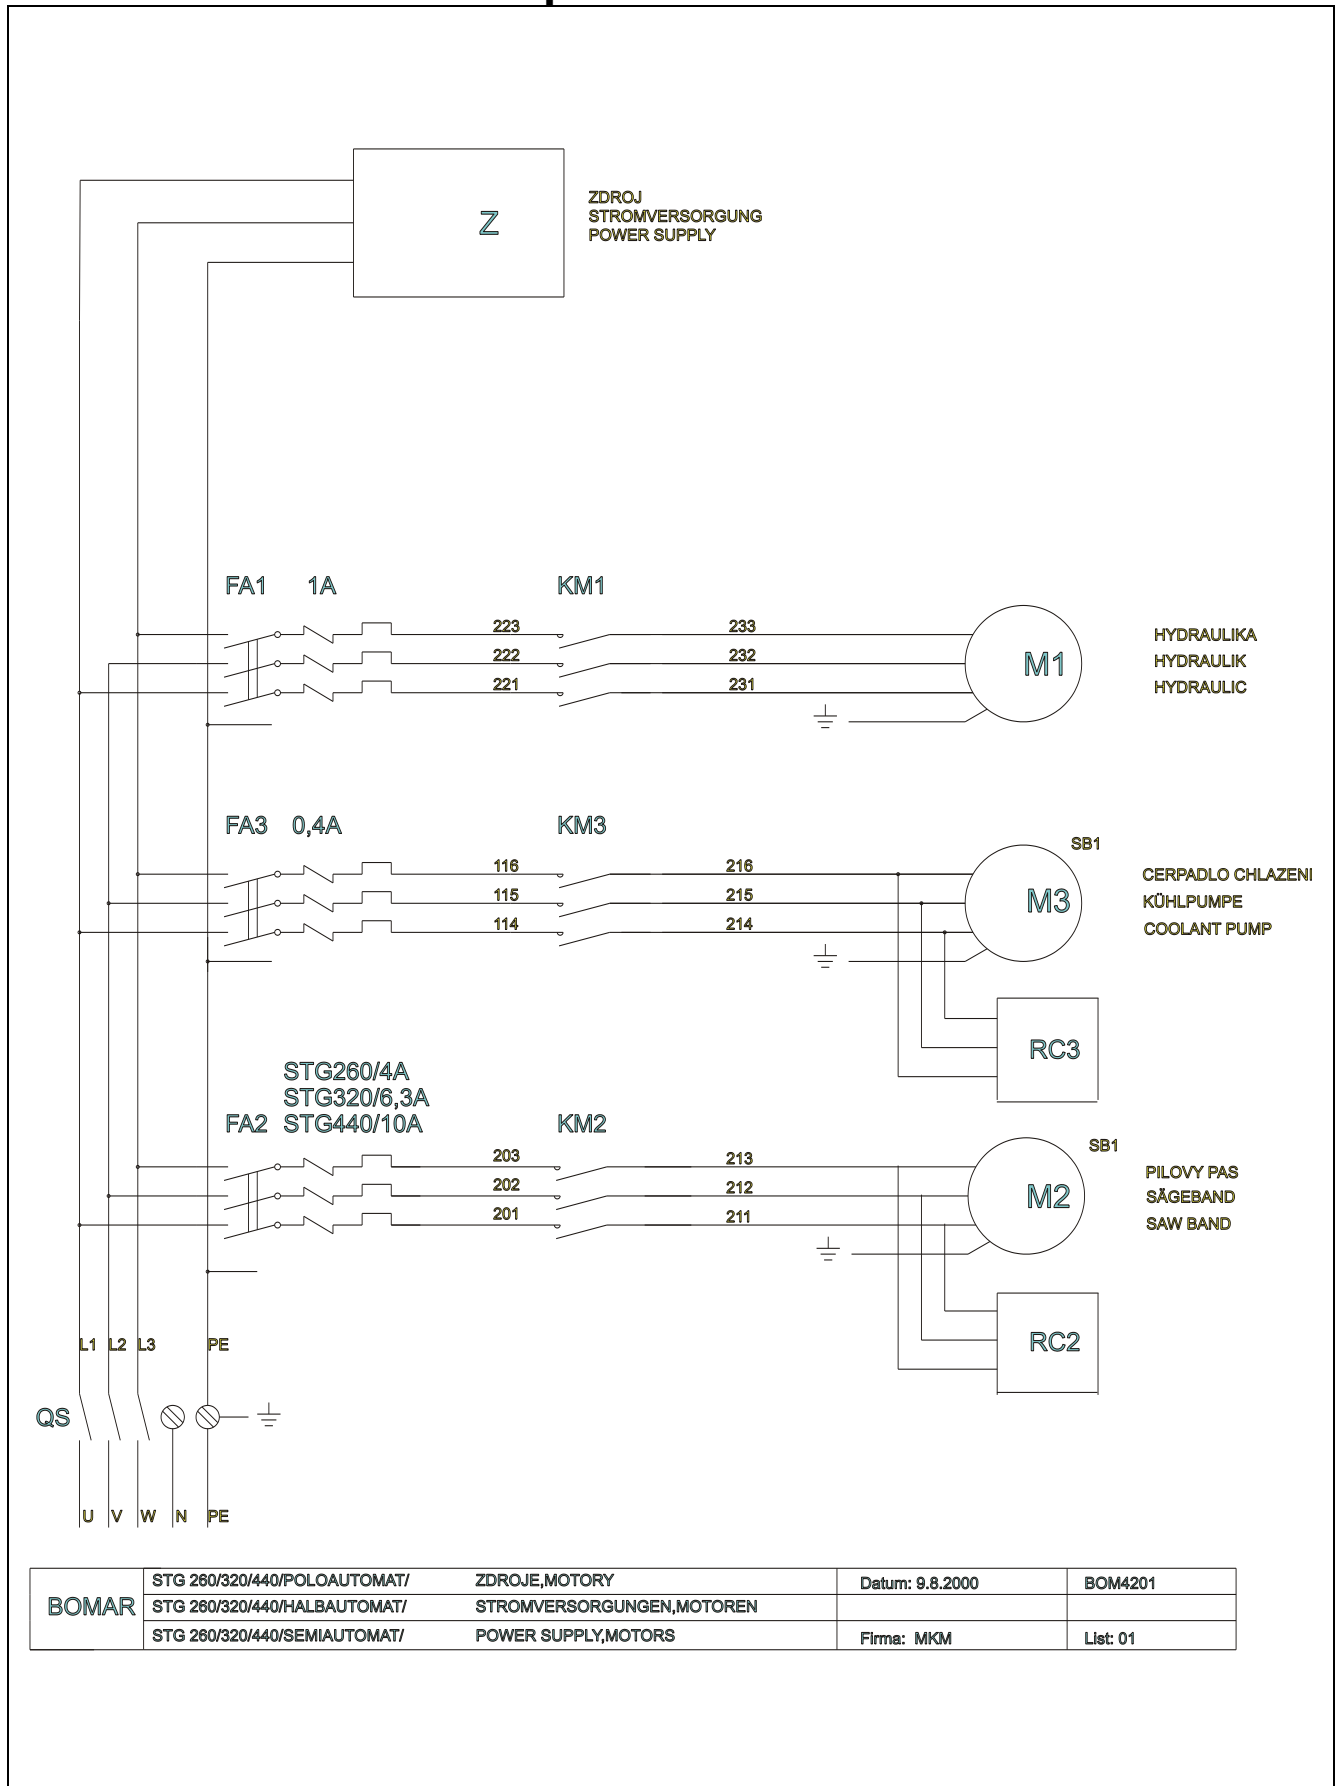 Z
ZDROJ
STROMVERSORGUNG
POWER SUPPLY
FA1 1A KM1
223 233
222 232
221 231
M1
HYDRAULIKA
HYDRAULIK
HYDRAULIC
FA3 0,4A KM3
SB1
116 216
115 215
114 214
M3
CERPADLO CHLAZENI
KÜHLPUMPE
COOLANT PUMP
RC3
STG260/4A
STG320/6,3A
FA2 STG440/10A KM2
SB1
203 213
202 212
201 211
M2
PILOVY PAS
SÄGEBAND
SAW BAND
RC2
L1 L2 L3 PE
QS
U V W N PE
BOMAR
STG 260/320/440/POLOAUTOMAT/ ZDROJE,MOTORY Datum: 9.8.2000 BOM4201
STG 260/320/440/HALBAUTOMAT/ STROMVERSORGUNGEN,MOTOREN
STG 260/320/440/SEMIAUTOMAT/ POWER SUPPLY,MOTORS Firma: MKM List: 01